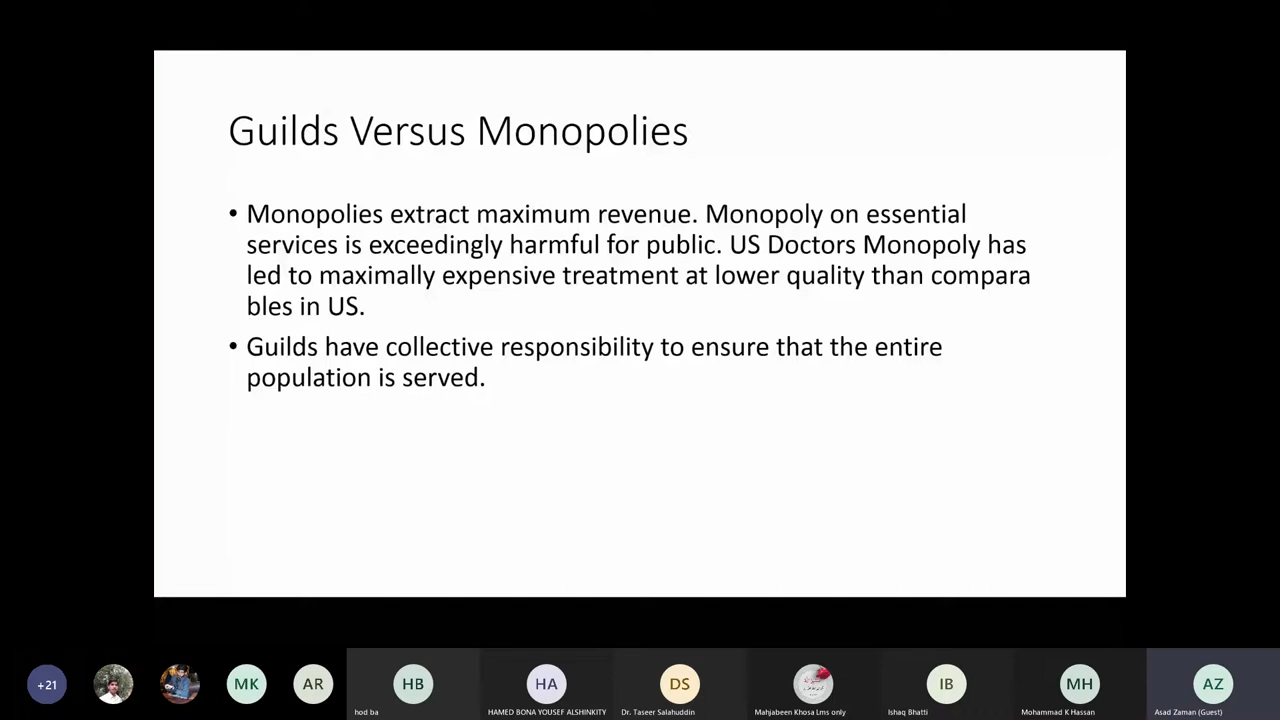 Guilds Versus Monopolies
• Monopolies extract maximum revenue. Monopoly on essential
services is exceedingly harmful for public. US Doctors Monopoly has
led to maximally expensive treatment at lower quality than compara
bles in US.
• Guilds have collective responsibility to ensure that the entire
population is served.
+21
MK
AR
HB
HA
DS
IB
MH
AZ
hod ba
HAMED BONA YOUSEF ALSHINKITY
Dr. Taseer Salahuddin
Mahjabeen Khosa Lms only
Ishaq Bhatti
Mohammad K Hassan
Asad Zaman (Guest)